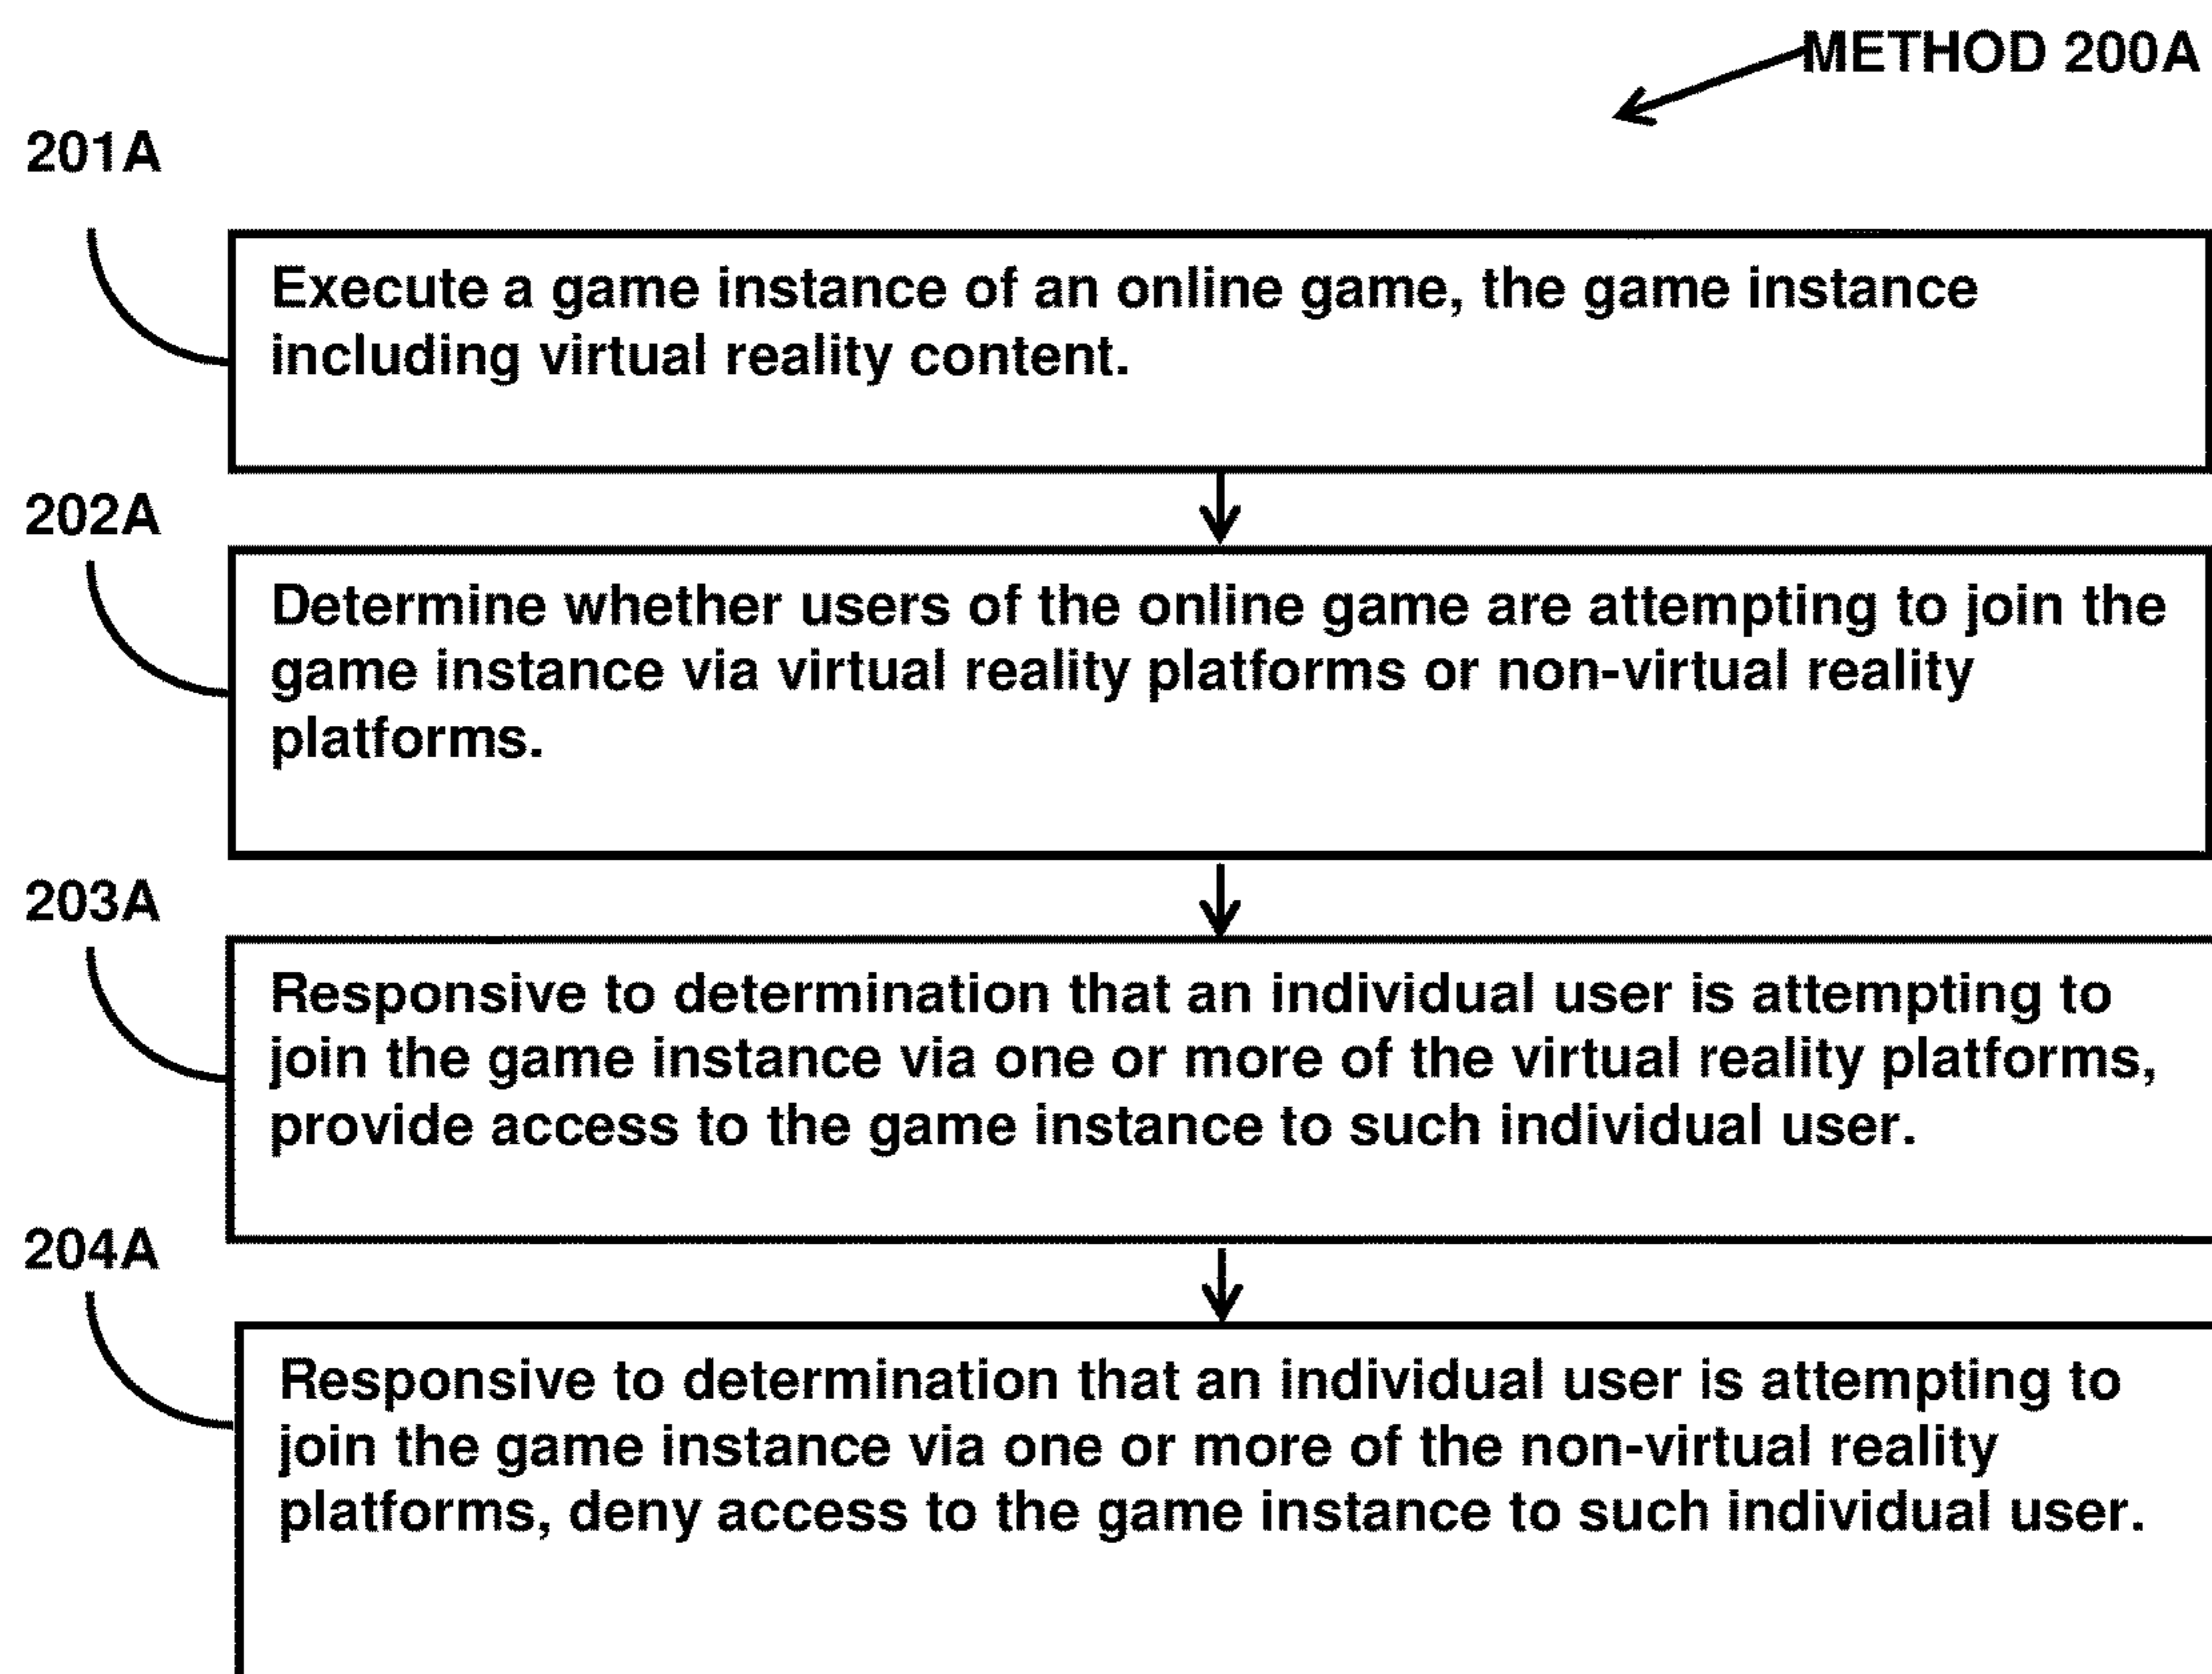 METHOD 200A
201A
Execute a game instance of an online game, the game instance
including virtual reality content.
202A
Determine whether users of the online game are attempting to join the
game instance via virtual reality platforms or non-virtual reality
platforms.
203A
Responsive to determination that an individual user is attempting to
join the game instance via one or more of the virtual reality platforms,
provide access to the game instance to such individual user.
204A
Responsive to determination that an individual user is attempting to
join the game instance via one or more of the non-virtual reality
platforms, deny access to the game instance to such individual user.